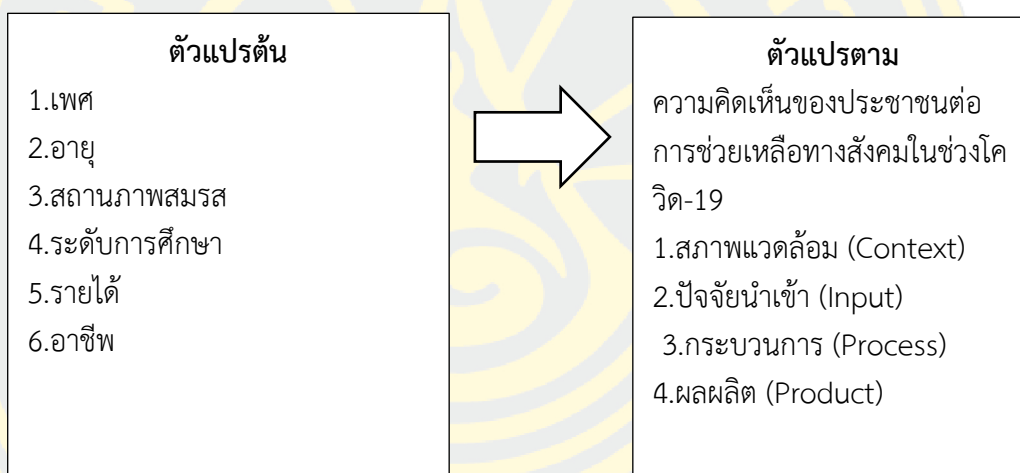 ตัวแปรต้น
1.เพศ
2.อายุ
3.สถานภาพสมรส
4.ระดับการศึกษา
5.รายได้
6.อาชีพ
ตัวแปรตาม
ความคิดเห็นของประชาชนต่อ
การช่วยเหลือทางสังคมในช่วงโค
วิด-19
1.สภาพแวดล้อม (Context)
2.ปัจจัยนำเข้า (Input)
3.กระบวนการ (Process)
4.ผลผลิต (Product)